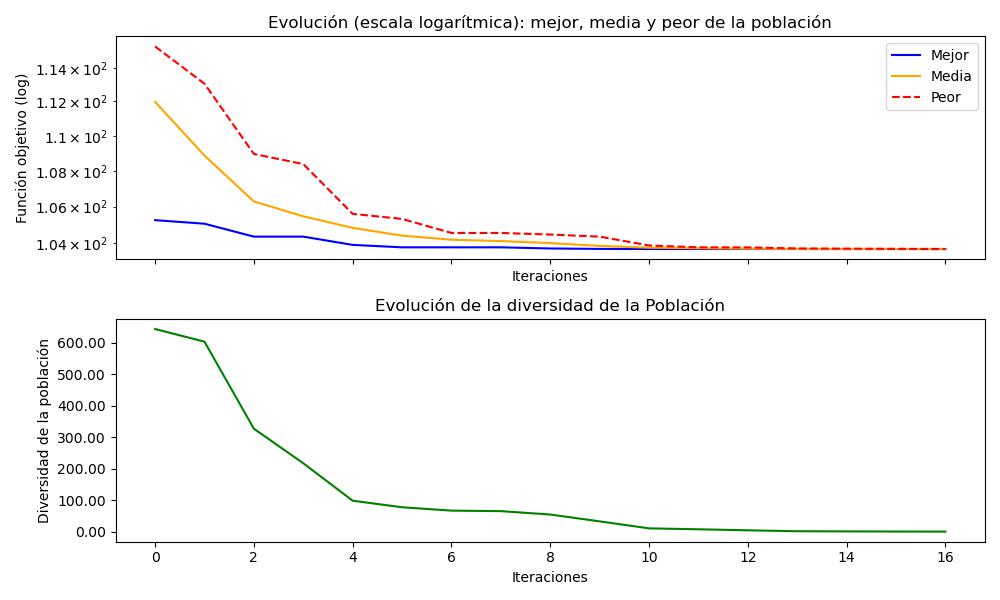 Evolución (escala logarítmica): mejor, media y peor de la población
Función objetivo (log)
1.14 × 10²
1.12 × 10²
1.1 × 10²
1.08 × 10²
1.06 × 10²
1.04 × 10²
Mejor
Media
Peor
Iteraciones
Evolución de la diversidad de la Población
Diversidad de la población
600.00
500.00
400.00
300.00
200.00
100.00
0.00
0 2 4 6 8 10 12 14 16
Iteraciones